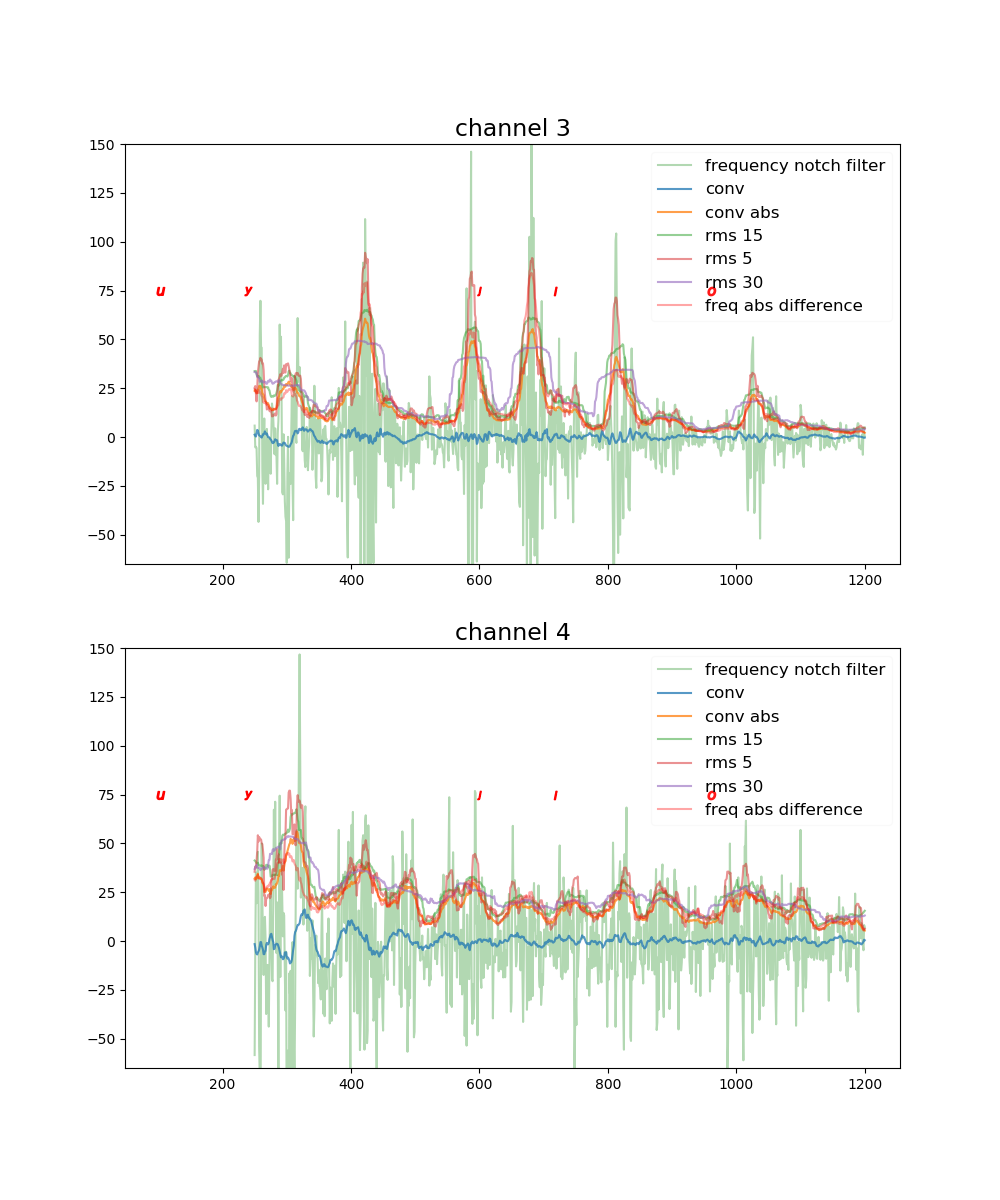 channel 3
150
125
100
75
50
25
0
−25
−50
frequency notch filter
conv
conv abs
rms 15
rms 5
rms 30
freq abs difference
u y l o
200 400 600 800 1000 1200
channel 4
150
125
100
75
50
25
0
−25
−50
frequency notch filter
conv
conv abs
rms 15
rms 5
rms 30
freq abs difference
u y l o
200 400 600 800 1000 1200